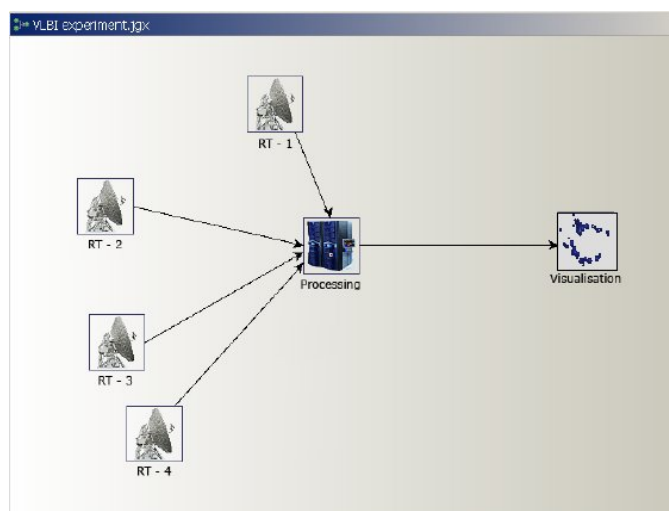 VLBI experiment.jgx
RT - 1
RT - 2
Processing
Visualisation
RT - 3
RT - 4